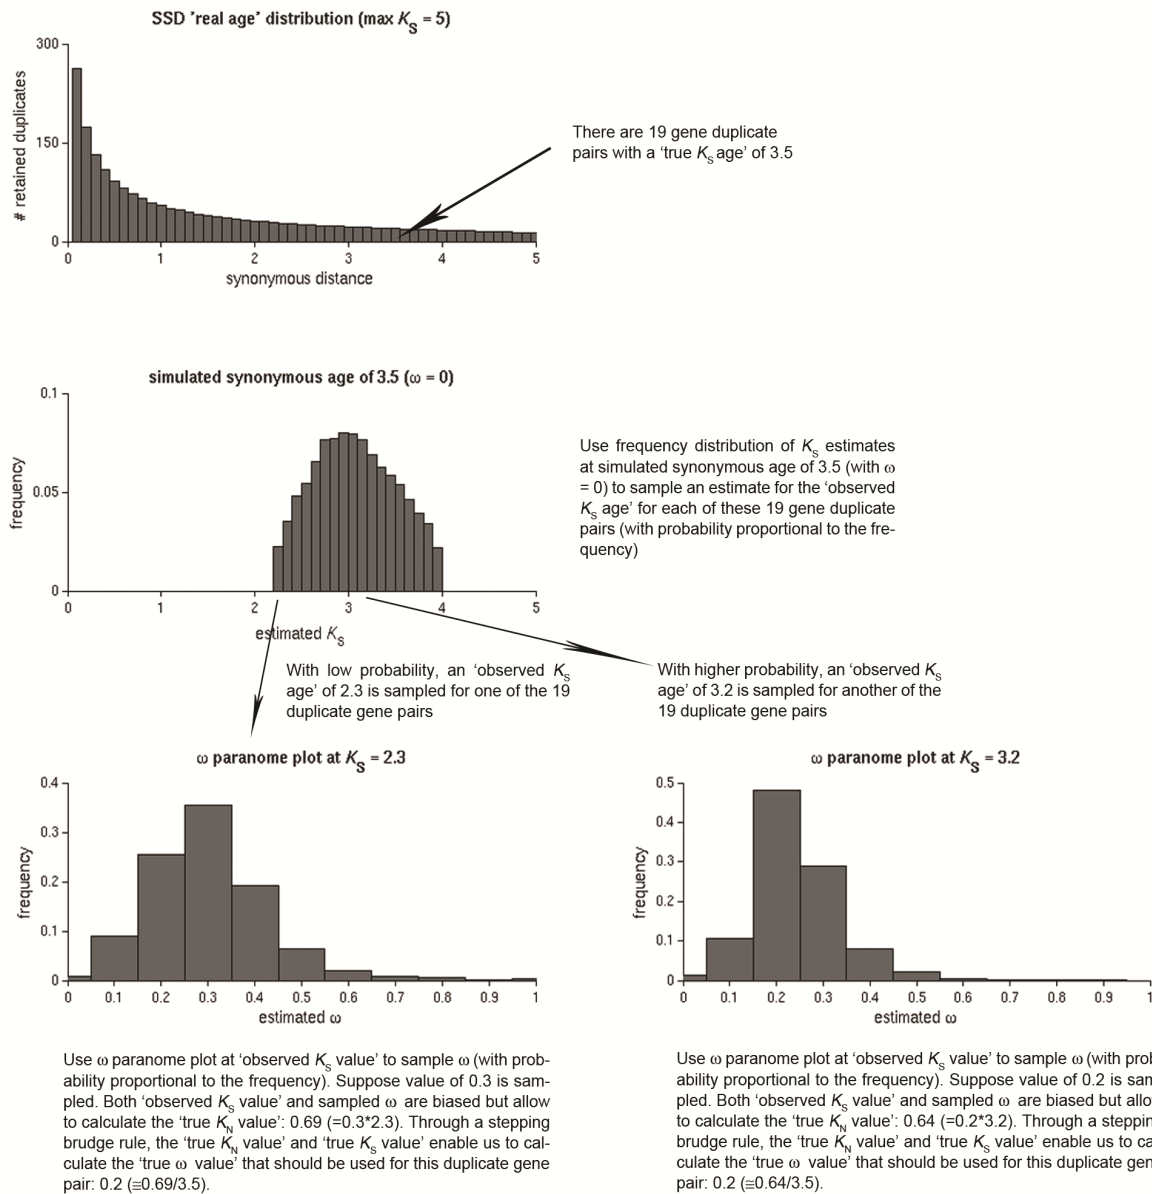 SSD 'real age' distribution (max KS = 5)
300
150
0
# retained duplicates
0 1 2 3 4 5
synonymous distance
There are 19 gene duplicate
pairs with a ‘true KS age’ of 3.5
simulated synonymous age of 3.5 (ω = 0)
0.1
0.05
0
frequency
0 1 2 3 4 5
estimated KS
Use frequency distribution of KS estimates
at simulated synonymous age of 3.5 (with ω
= 0) to sample an estimate for the ‘observed
KS age’ for each of these 19 gene duplicate
pairs (with probability proportional to the fre-
quency)
With low probability, an ‘observed KS
age’ of 2.3 is sampled for one of the 19
duplicate gene pairs
With higher probability, an ‘observed KS
age’ of 3.2 is sampled for another of the
19 duplicate gene pairs
ω paranome plot at KS = 2.3
0.4
0.3
0.2
0.1
0
frequency
0 0.1 0.2 0.3 0.4 0.5 0.6 0.7 0.8 0.9 1
estimated ω
ω paranome plot at KS = 3.2
0.5
0.4
0.3
0.2
0.1
0
frequency
0 0.1 0.2 0.3 0.4 0.5 0.6 0.7 0.8 0.9 1
estimated ω
Use ω paranome plot at ‘observed KS value’ to sample ω (with prob-
ability proportional to the frequency). Suppose value of 0.3 is sam-
pled. Both ‘observed KS value’ and sampled ω are biased but allow
to calculate the ‘true KN value’: 0.69 (=0.3*2.3). Through a stepping
brudge rule, the ‘true KN value’ and ‘true KS value’ enable us to cal-
culate the ‘true ω value’ that should be used for this duplicate gene
pair: 0.2 (≅0.69/3.5).
Use ω paranome plot at ‘observed KS value’ to sample ω (with prob
ability proportional to the frequency). Suppose value of 0.2 is sam
pled. Both ‘observed KS value’ and sampled ω are biased but allow
to calculate the ‘true KN value’: 0.64 (=0.2*3.2). Through a stepping
brudge rule, the ‘true KN value’ and ‘true KS value’ enable us to cal
culate the ‘true ω value’ that should be used for this duplicate gen
pair: 0.2 (≅0.64/3.5).